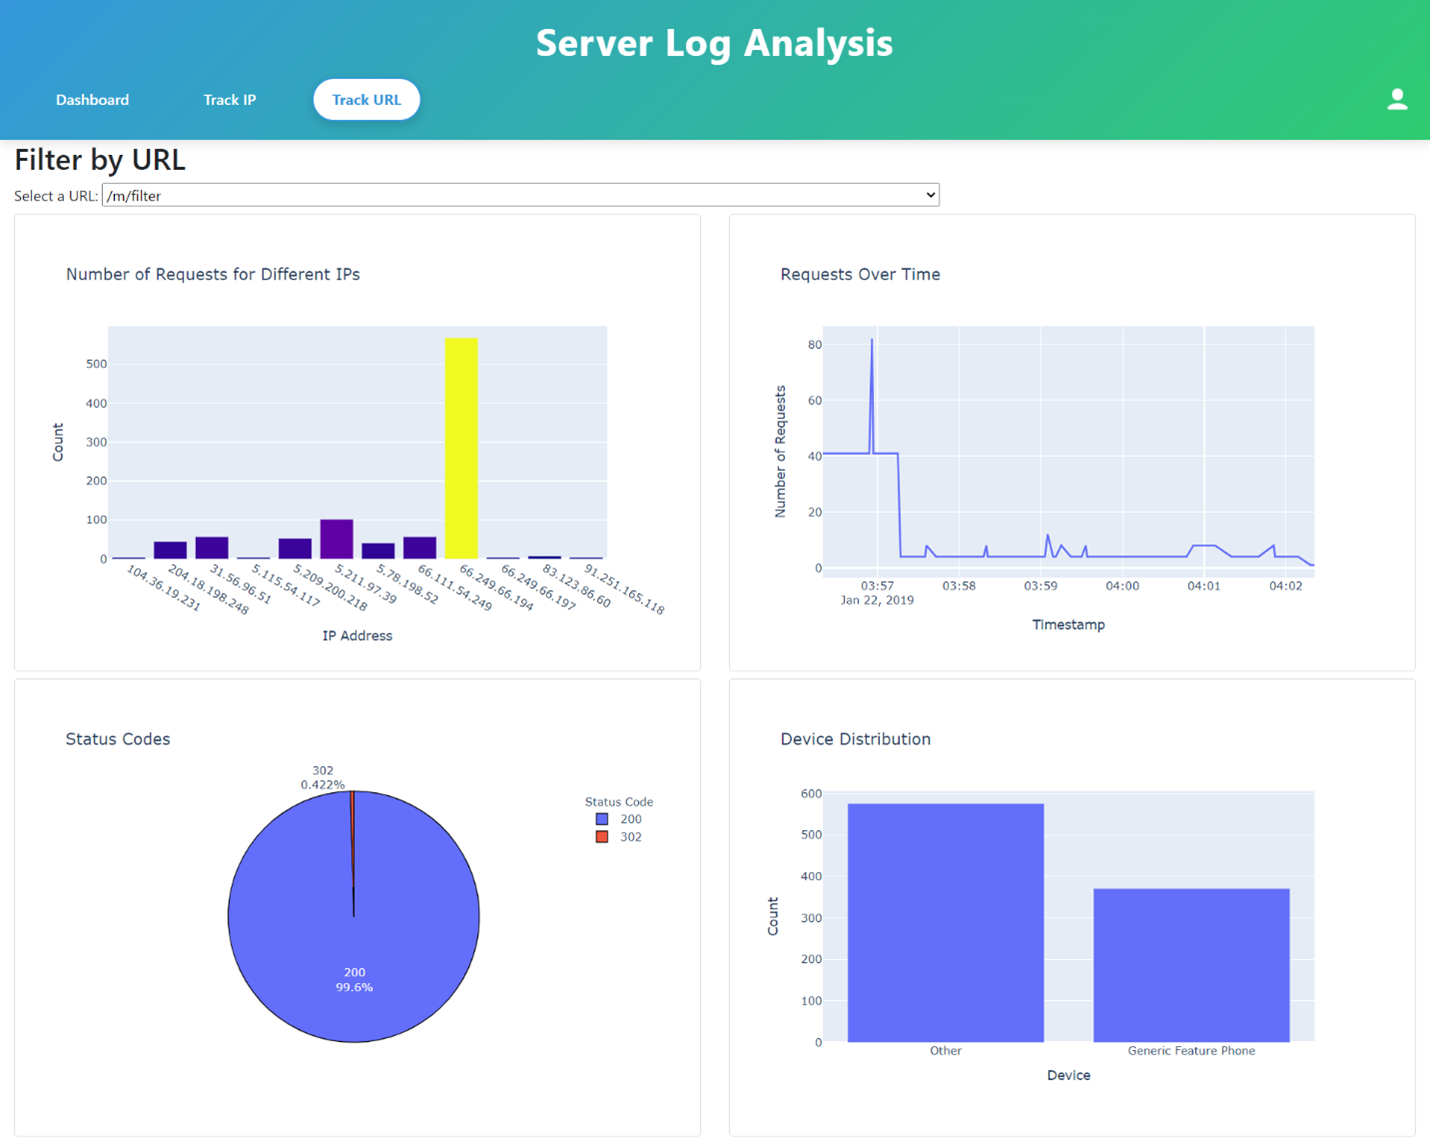 Server Log Analysis
Dashboard
Track IP
Track URL
Filter by URL
Select a URL: /m/filter
Number of Requests for Different IPs
Count
500
400
300
200
100
0
104.36.19.231
204.18.198.248
31.56.96.51
5.115.54.117
5.209.200.218
5.211.97.39
5.78.198.52
66.111.54.249
66.249.66.194
66.249.66.197
83.123.86.60
91.251.165.118
IP Address
Requests Over Time
Number of Requests
80
60
40
20
0
03:57
03:58
03:59
04:00
04:01
04:02
Jan 22, 2019
Timestamp
Status Codes
302
0.422%
200
99.6%
Status Code
200
302
Device Distribution
Count
600
500
400
300
200
100
0
Other
Generic Feature Phone
Device